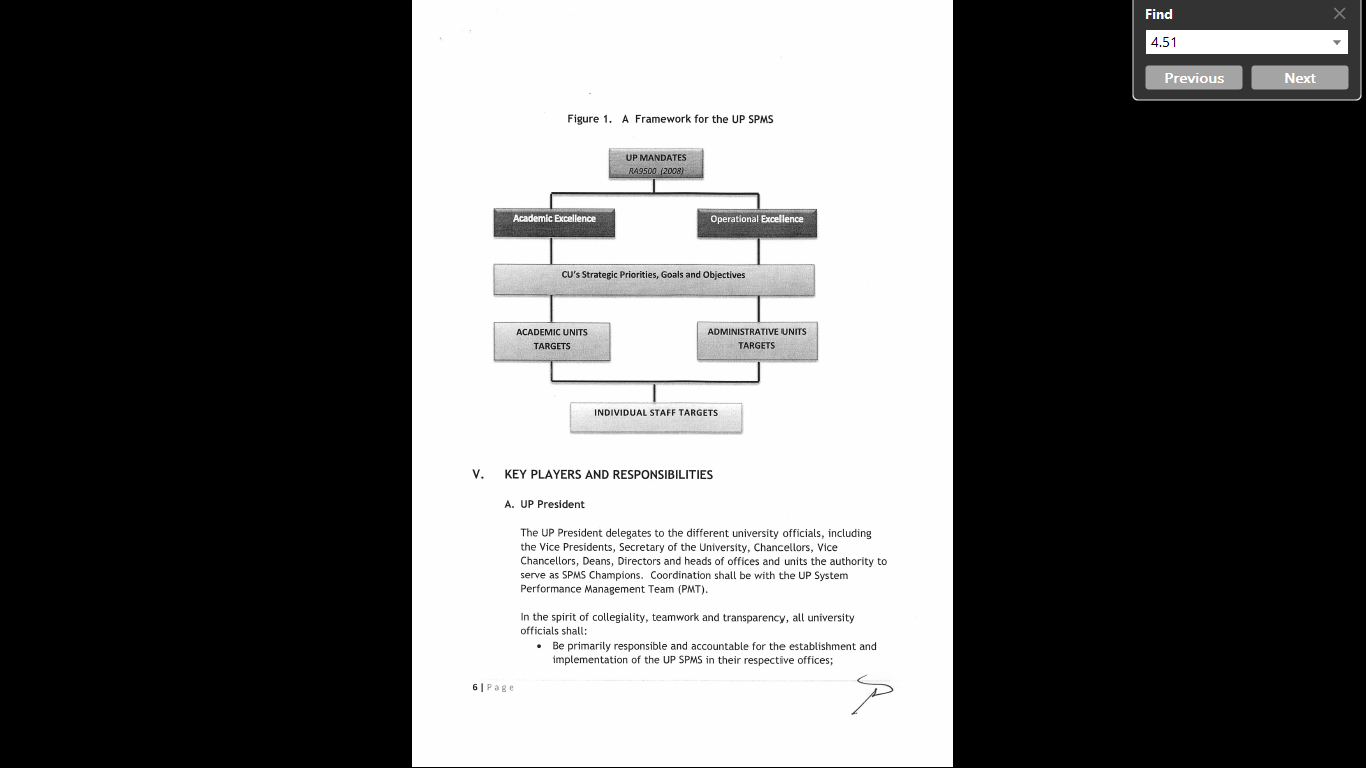 Find
4.51
Previous
Next
Figure 1. A Framework for the UP SPMS
UP MANDATES
RA9500 (2008)
Academic Excellence
Operational Excellence
CU's Strategic Priorities, Goals and Objectives
ACADEMIC UNITS
TARGETS
ADMINISTRATIVE UNITS
TARGETS
INDIVIDUAL STAFF TARGETS
V. KEY PLAYERS AND RESPONSIBILITIES
A. UP President
The UP President delegates to the different university officials, including
the Vice Presidents, Secretary of the University, Chancellors, Vice
Chancellors, Deans, Directors and heads of offices and units the authority to
serve as SPMS Champions. Coordination shall be with the UP System
Performance Management Team (PMT).
In the spirit of collegiality, teamwork and transparency, all university
officials shall:
• Be primarily responsible and accountable for the establishment and
implementation of the UP SPMS in their respective offices;
6 | Page